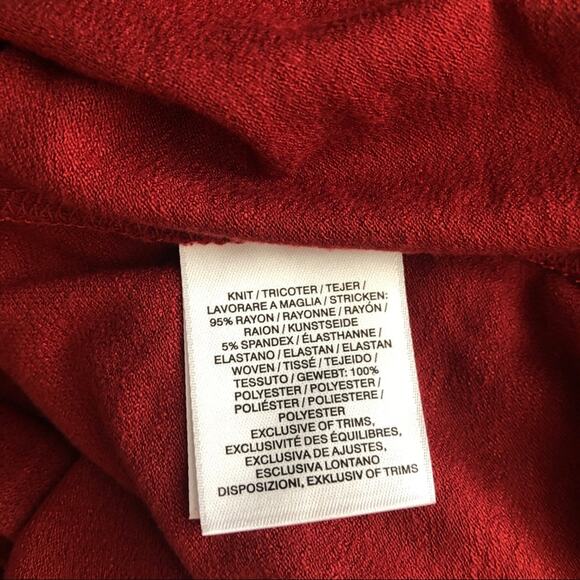 KNIT / TRICOTER / TEJER /
LAVORARE A MAGLIA / STRICKEN:
95% RAYON / RAYONNE / RAYÓN /
RAION / KUNSTSEIDE
5% SPANDEX / ÉLASTHANNE /
ELASTANO / ELASTAN / ELASTAN
WOVEN / TISSÉ / TEJEIDO /
TESSUTO / GEWEBT: 100%
POLYESTER / POLYESTER /
POLIÉSTER / POLIESTERE /
POLYESTER
EXCLUSIVE OF TRIMS,
EXCLUSIVITÉ DES ÉQUILIBRES,
EXCLUSIVA DE AJUSTES,
ESCLUSIVA LONTANO
DISPOSIZIONI, EXKLUSIV OF TRIMS